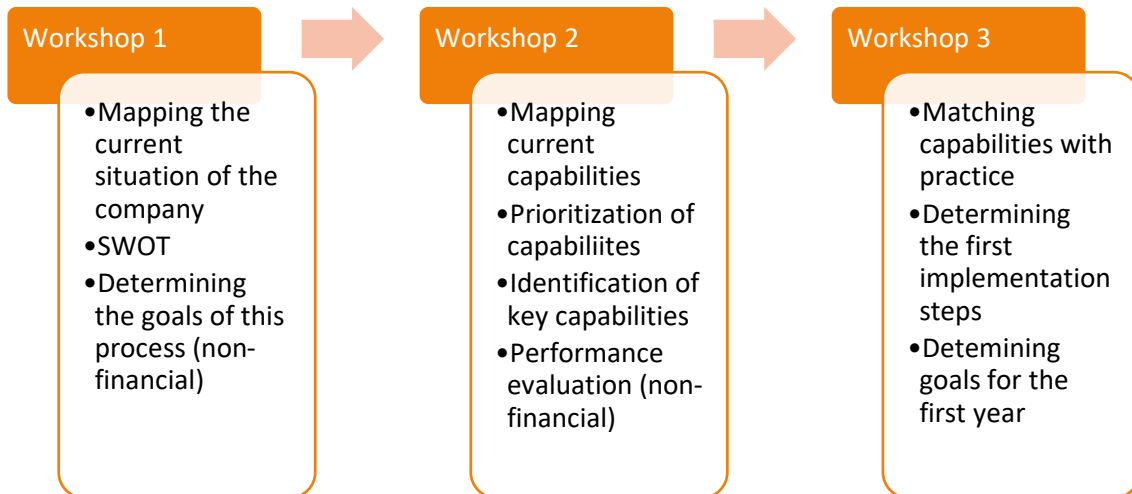 Workshop 1
•Mapping the
current
situation of the
company
•SWOT
•Determining
the goals of this
process (non-
financial)
Workshop 2
•Mapping
current
capabilities
•Prioritization of
capabiliites
•Identification of
key capabilities
•Performance
evaluation (non-
financial)
Workshop 3
•Matching
capabilities with
practice
•Determining
the first
implementation
steps
•Detemining
goals for the
first year